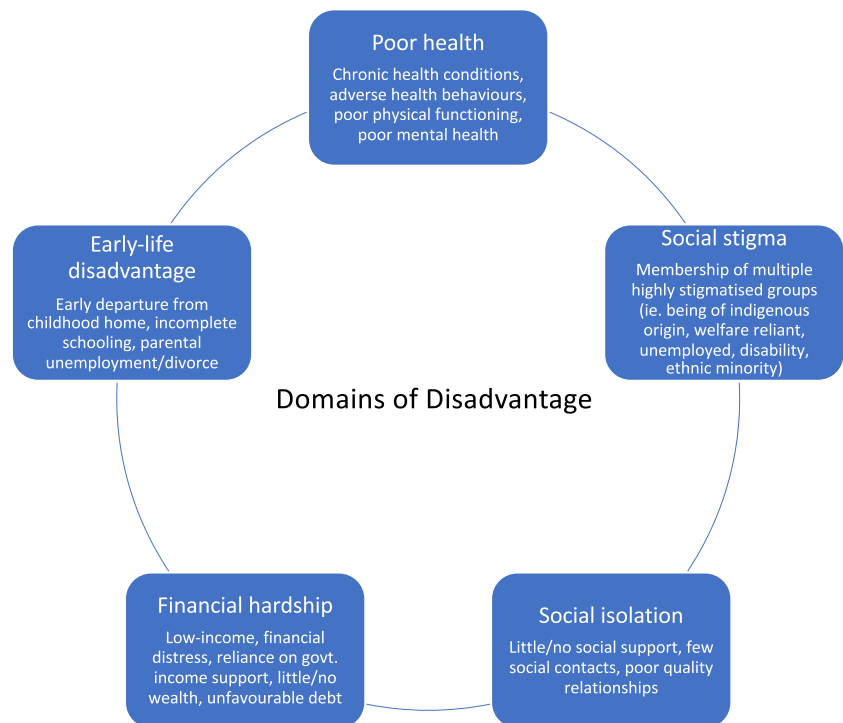 Poor health
Chronic health conditions,
adverse health behaviours,
poor physical functioning,
poor mental health
Social stigma
Membership of multiple
highly stigmatised groups
(ie. being of indigenous
origin, welfare reliant,
unemployed, disability,
ethnic minority)
Early-life
disadvantage
Early departure from
childhood home, incomplete
schooling, parental
unemployment/divorce
Domains of Disadvantage
Financial hardship
Low-income, financial
distress, reliance on govt.
income support, little/no
wealth, unfavourable debt
Social isolation
Little/no social support, few
social contacts, poor quality
relationships